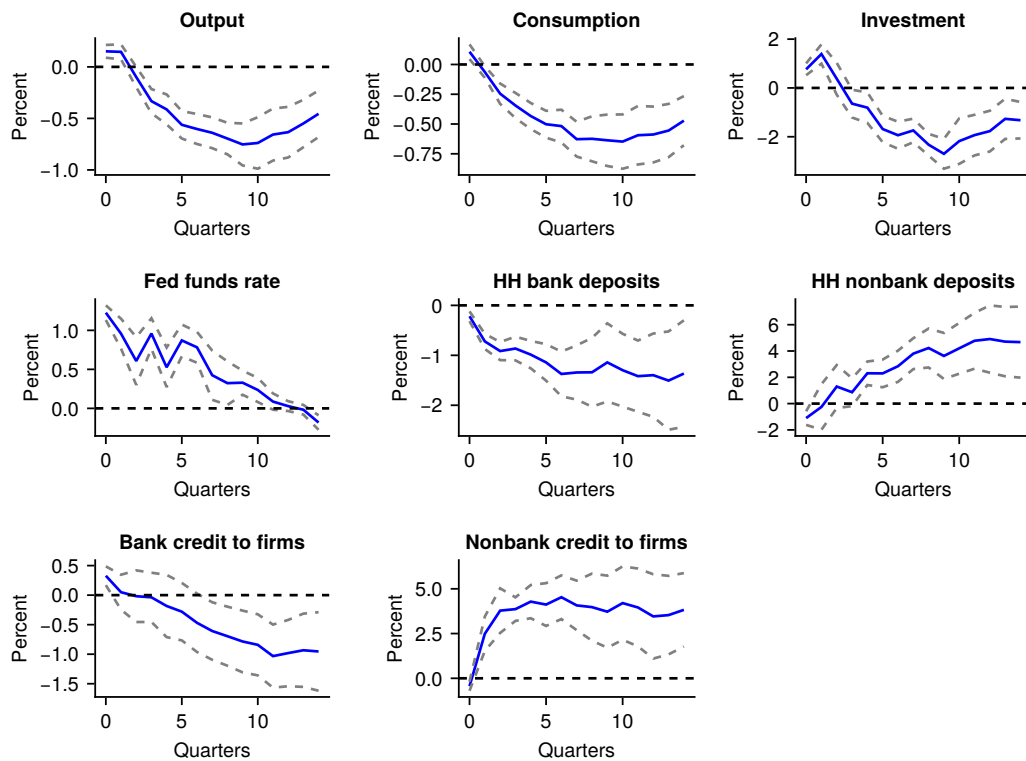 Output
Percent
0.0
−0.5
−1.0
0 5 10
Quarters
Consumption
Percent
0.00
−0.25
−0.50
−0.75
0 5 10
Quarters
Investment
Percent
2
0
−2
0 5 10
Quarters
Fed funds rate
Percent
1.0
0.5
0.0
0 5 10
Quarters
HH bank deposits
Percent
0
−1
−2
0 5 10
Quarters
HH nonbank deposits
Percent
6
4
2
0
−2
0 5 10
Quarters
Bank credit to firms
Percent
0.5
0.0
−0.5
−1.0
−1.5
0 5 10
Quarters
Nonbank credit to firms
Percent
5.0
2.5
0.0
0 5 10
Quarters